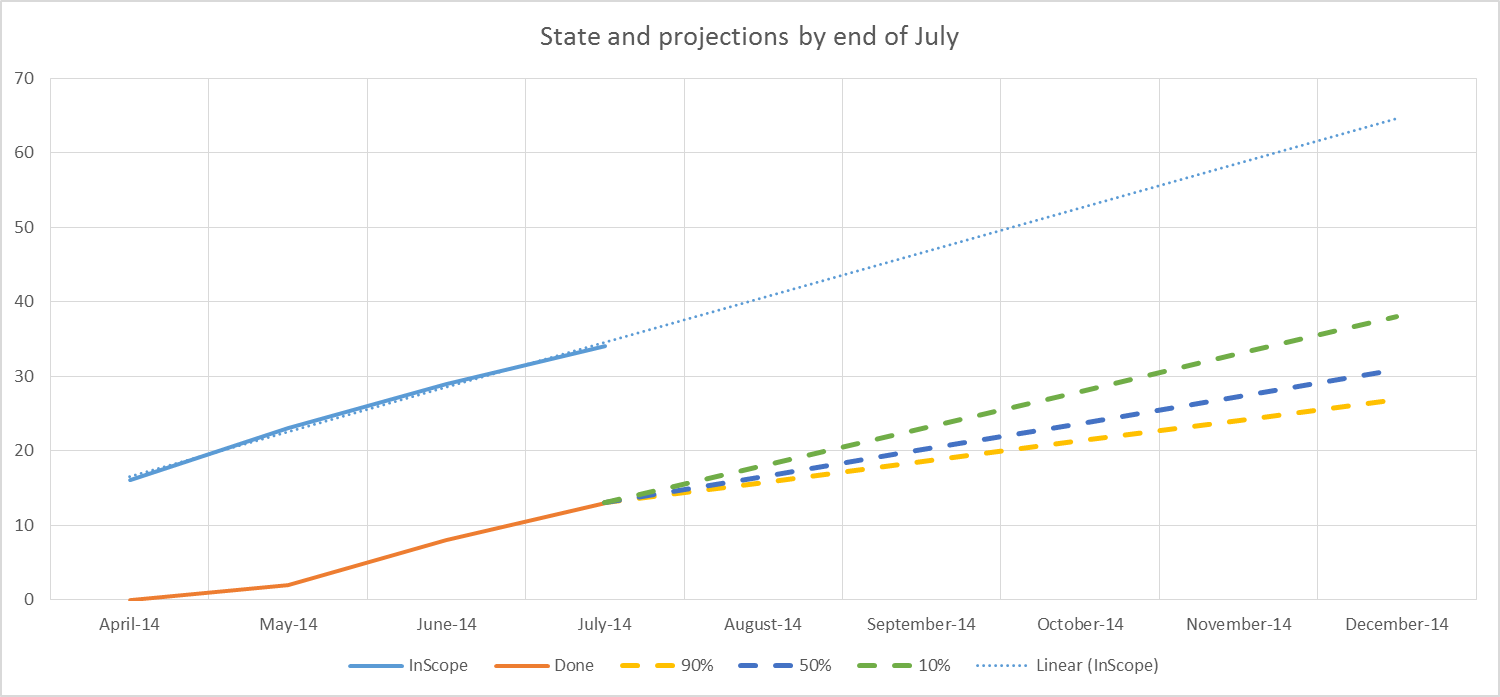 State and projections by end of July
70
60
50
40
30
20
10
0
April-14 May-14 June-14 July-14 August-14 September-14 October-14 November-14 December-14
InScope Done 90% 50% 10% Linear (InScope)